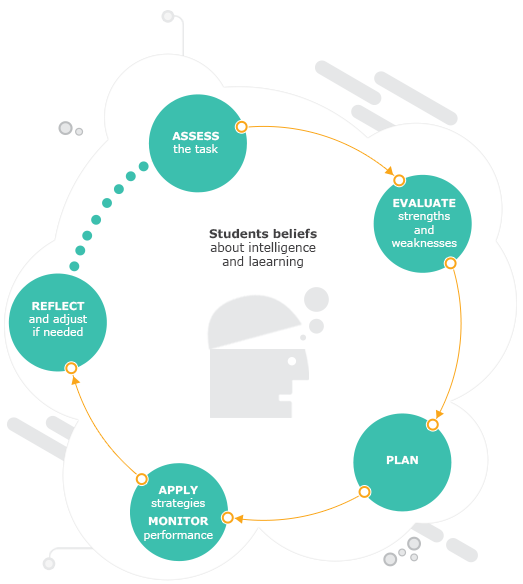 ASSESS
the task
EVALUATE
strengths
and
weaknesses
Students beliefs
about intelligence
and laearning
REFLECT
and adjust
if needed
PLAN
APPLY
strategies
MONITOR
performance